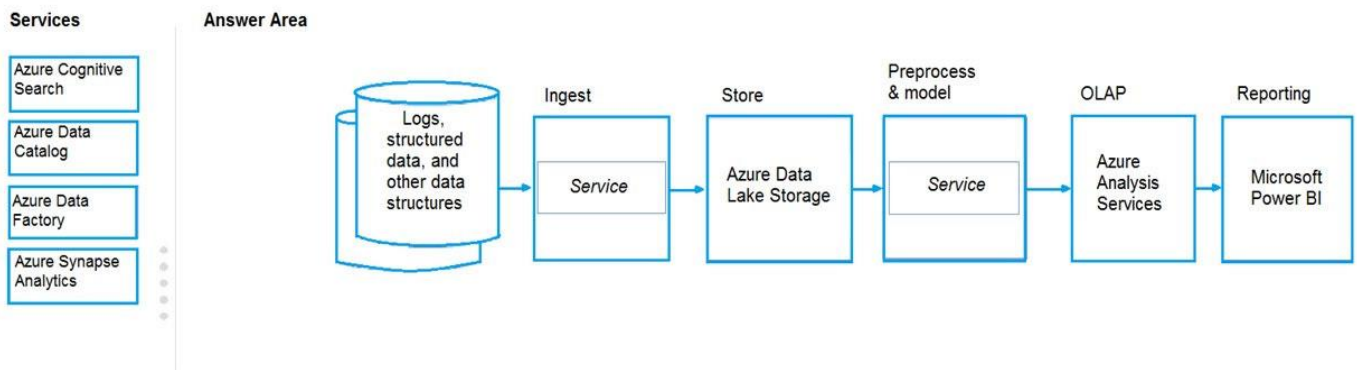 Services
Answer Area
Azure Cognitive
Search
Azure Data
Catalog
Azure Data
Factory
Azure Synapse
Analytics
Logs,
structured
data, and
other data
structures
Ingest
Service
Store
Azure Data
Lake Storage
Preprocess
& model
Service
OLAP
Azure
Analysis
Services
Reporting
Microsoft
Power BI